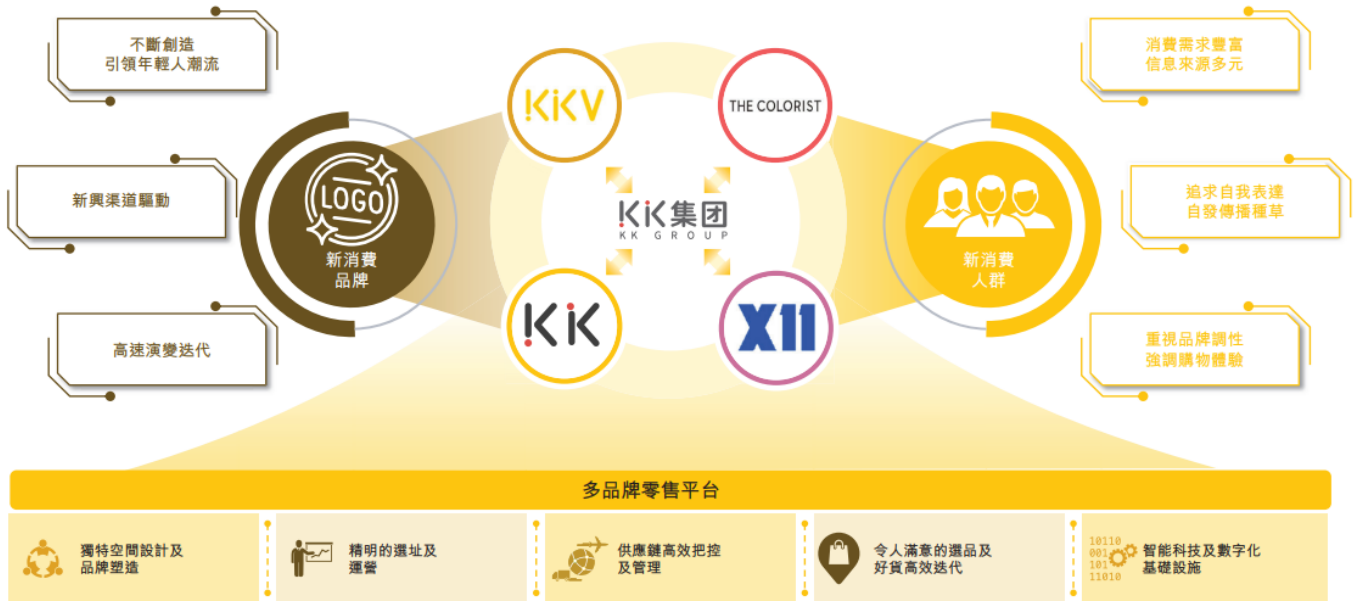 不斷創造
引領年輕人潮流
新興渠道驅動
高速演變迭代
LOGO
新消費
品牌
KKV
THE COLORIST
KK集团
KK GROUP
KK
X11
新消費
人群
消費需求豐富
信息來源多元
追求自我表達
自發傳播種草
重視品牌調性
強調購物體驗
多品牌零售平台
獨特空間設計及
品牌塑造
精明的選址及
運營
供應鏈高效把控
及管理
令人滿意的選品及
好貨高效迭代
10110
001
101
11010
智能科技及數字化
基礎設施